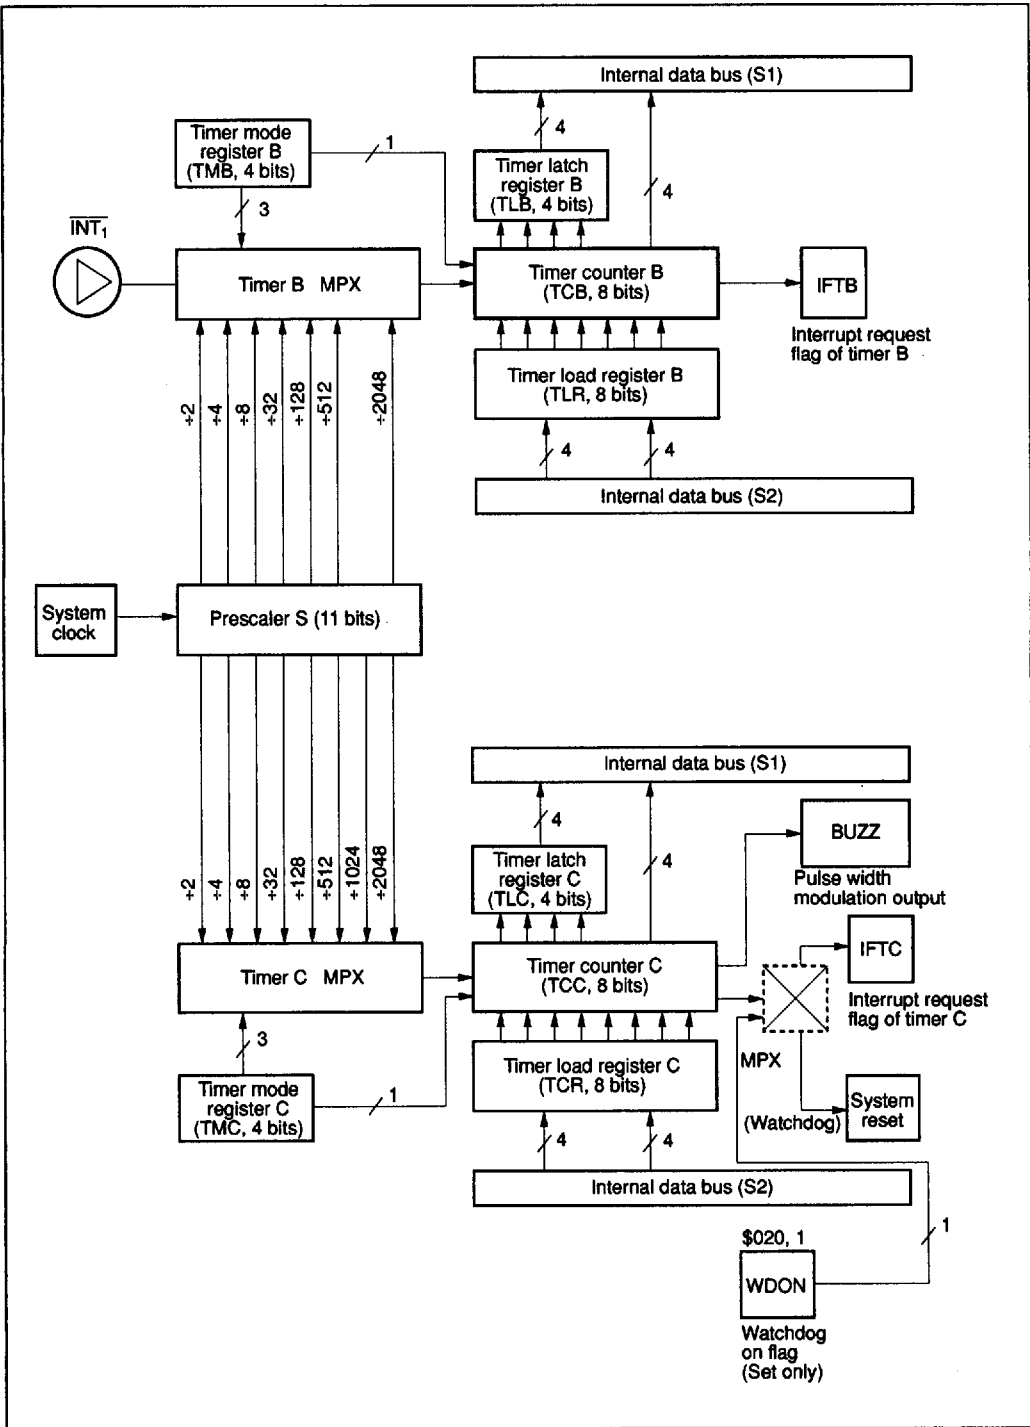 Internal data bus (S1)
4
Timer mode
register B
(TMB, 4 bits)
1
Timer latch
register B
(TLB, 4 bits)
4
3
INT1
Timer B MPX
Timer counter B
(TCB, 8 bits)
IFTB
Interrupt request
flag of timer B
Timer load register B
(TLR, 8 bits)
÷2
÷4
÷8
÷32
÷128
÷512
÷2048
4
4
Internal data bus (S2)
System
clock
Prescaler S (11 bits)
Internal data bus (S1)
4
BUZZ
Pulse width
modulation output
÷2
÷4
÷8
÷32
÷128
÷512
÷1024
÷2048
Timer latch
register C
(TLC, 4 bits)
4
Timer C MPX
Timer counter C
(TCC, 8 bits)
IFTC
Interrupt request
flag of timer C
3
Timer load register C
(TCR, 8 bits)
MPX
Timer mode
register C
(TMC, 4 bits)
1
System
reset
(Watchdog)
4
4
Internal data bus (S2)
1
$020, 1
WDON
Watchdog
on flag
(Set only)